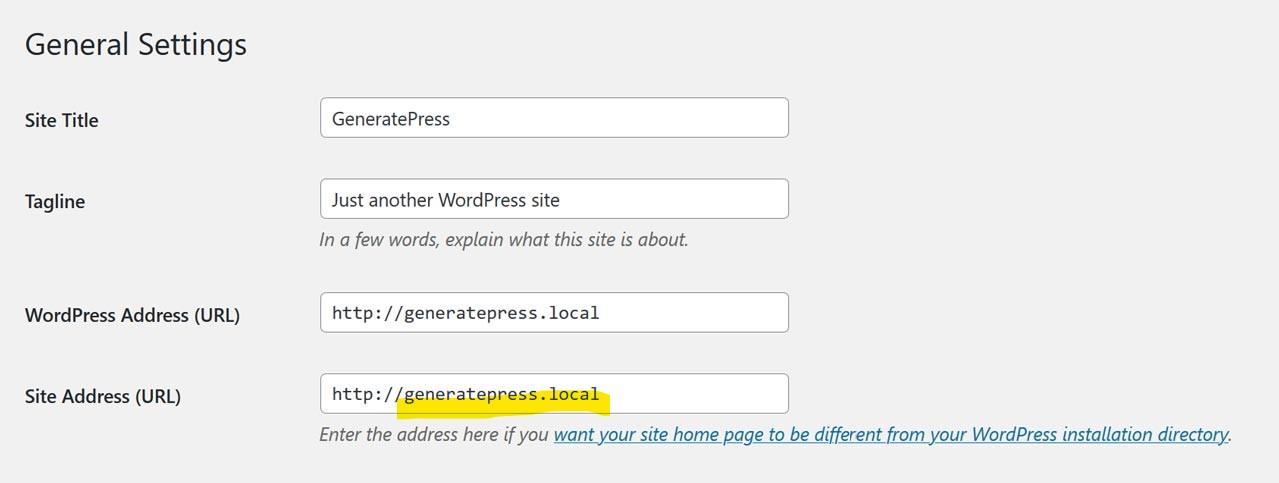 General Settings
Site Title
GeneratePress
Tagline
Just another WordPress site
In a few words, explain what this site is about.
WordPress Address (URL)
http://generatepress.local
Site Address (URL)
http://generatepress.local
Enter the address here if you want your site home page to be different from your WordPress installation directory.